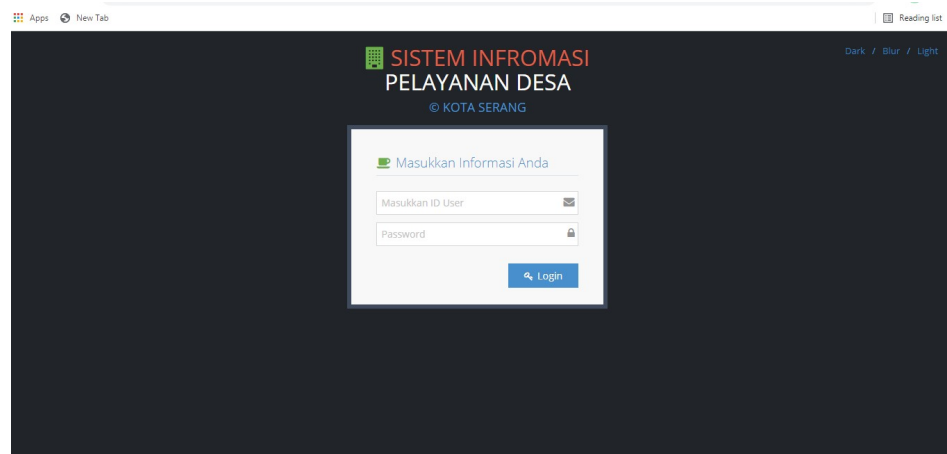 Apps New Tab Reading list
Dark / Blur / Light
SISTEM INFROMASI
PELAYANAN DESA
© KOTA SERANG
Masukkan Informasi Anda
Masukkan ID User
Password
Login